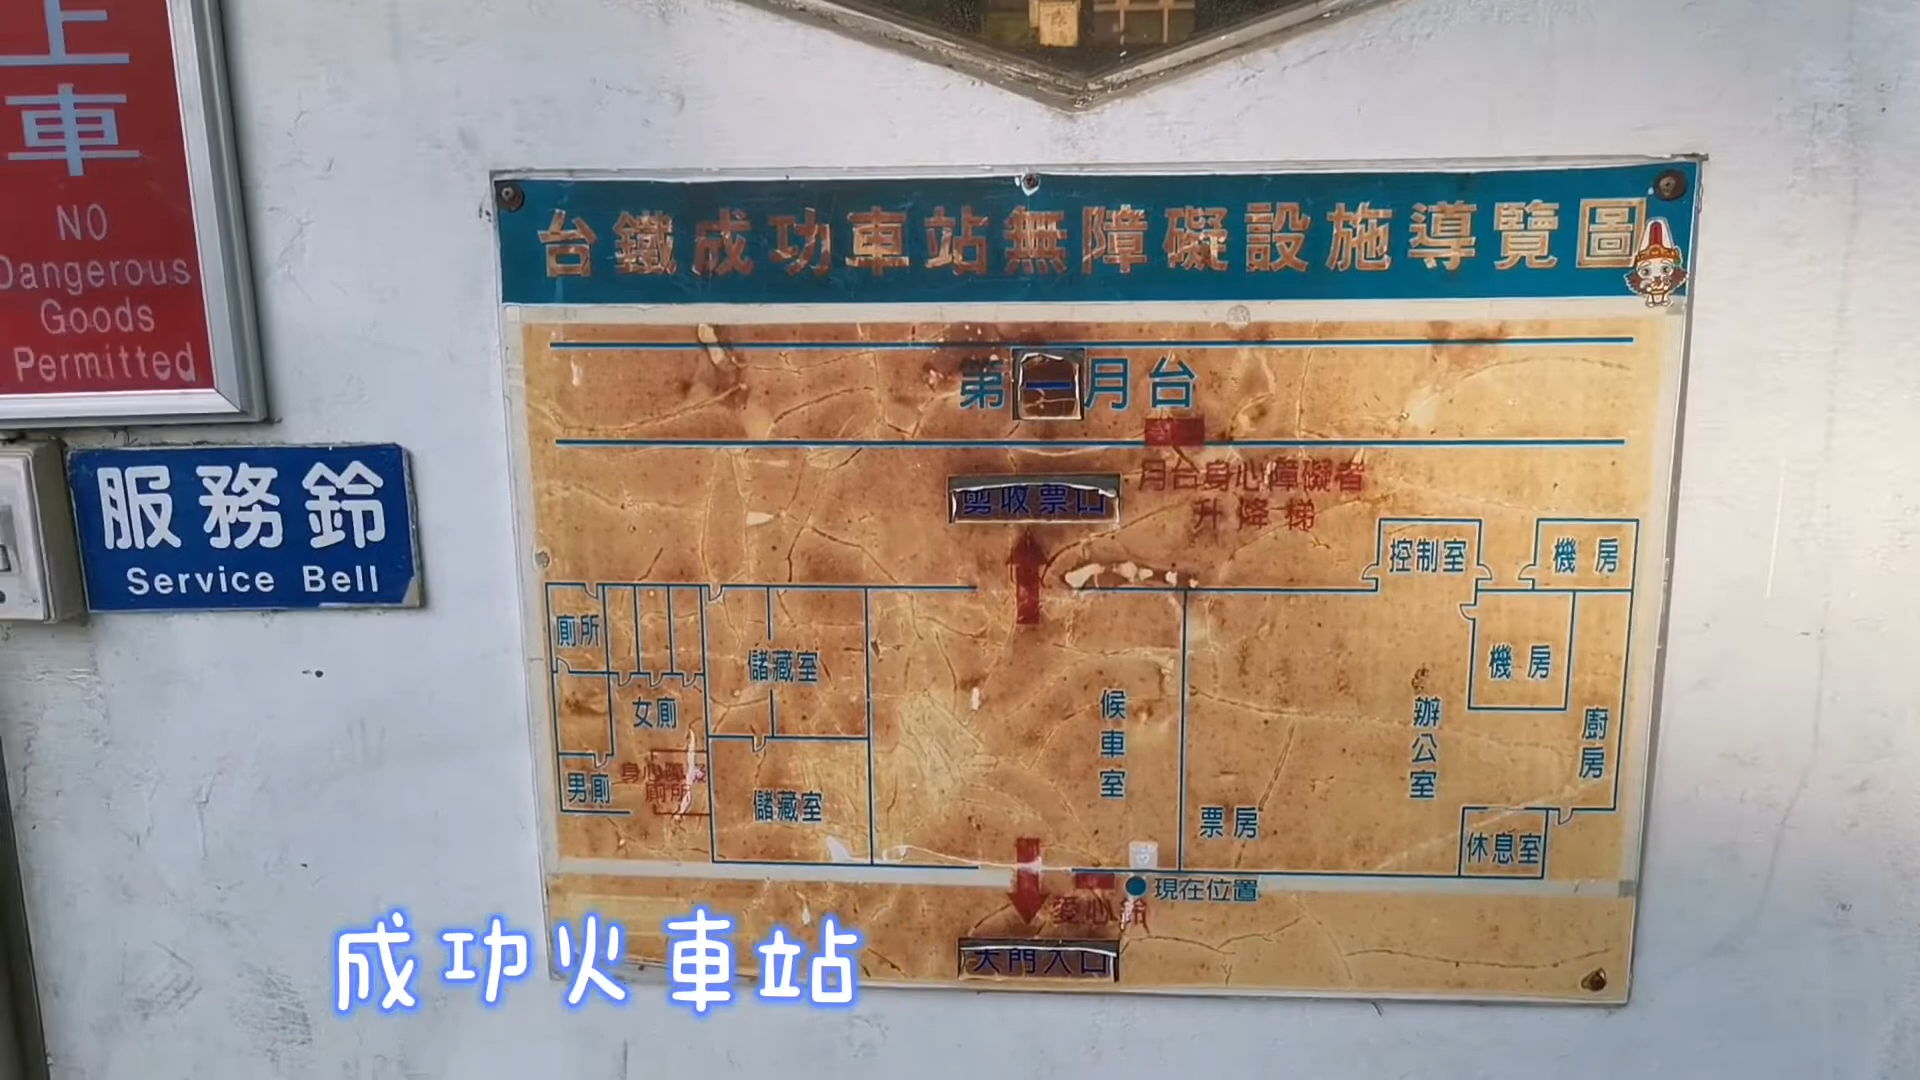 上
車
NO
Dangerous
Goods
Permitted
服務鈴
Service Bell
台鐵成功車站無障礙設施導覽圖
第一月台
剪收票口
月台身心障礙者
升降梯
控制室
機房
廁所
儲藏室
機房
女廁
候車室
辦公室
廚房
男廁
身心障礙
廁所
儲藏室
票房
休息室
現在位置
愛心鈴
大門入口
成功火車站